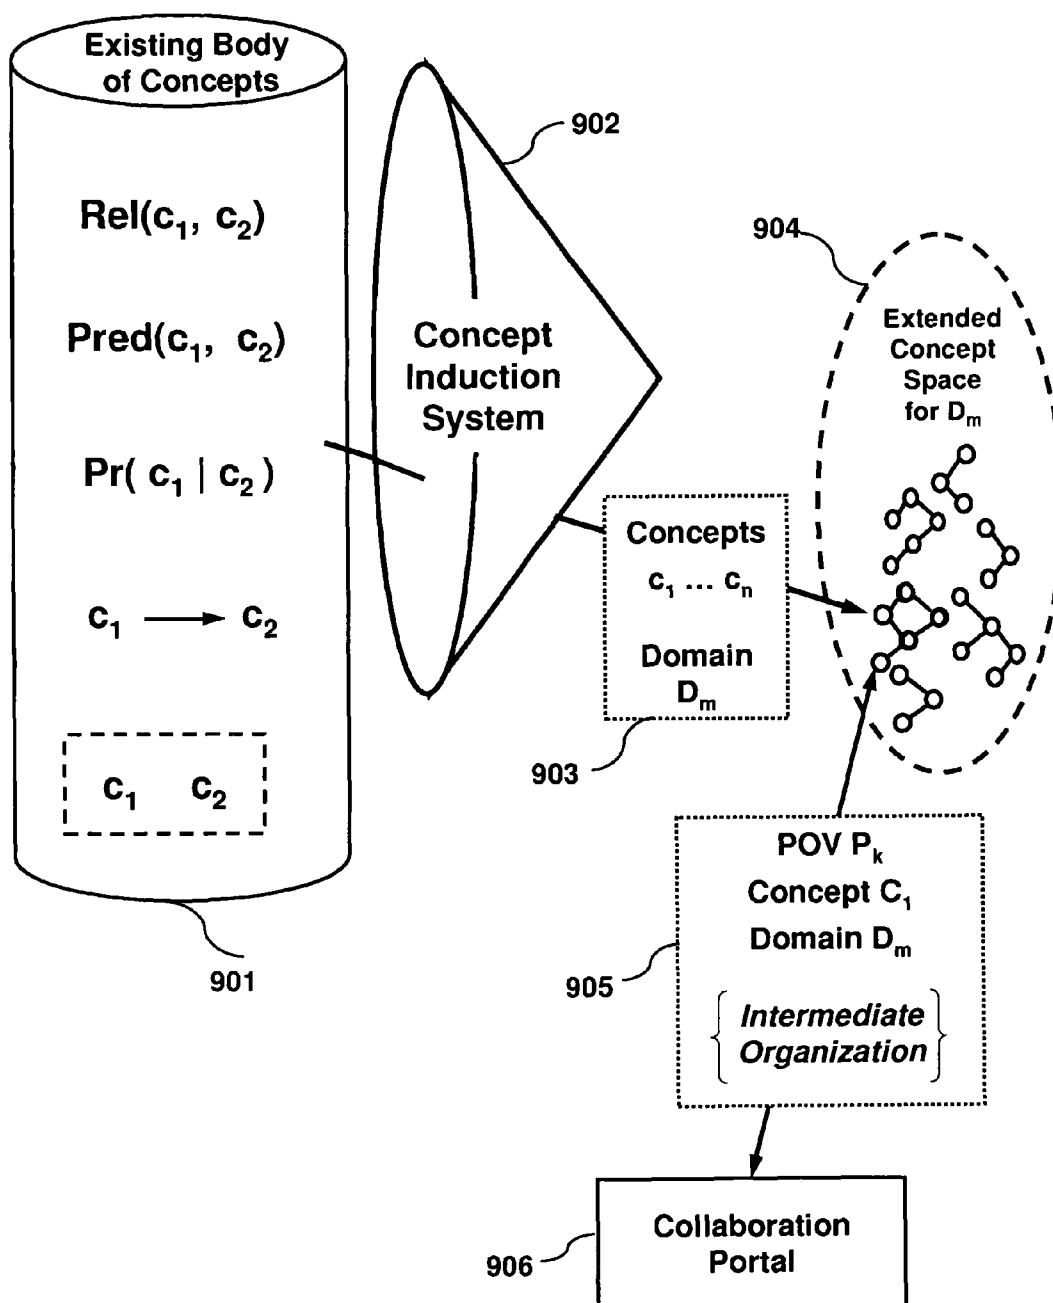 Existing Body
of Concepts
Rel(c₁, c₂)
Pred(c₁, c₂)
Pr( c₁ | c₂ )
c₁ → c₂
c₁ c₂
901
Concept
Induction
System
902
Concepts
c₁ ... cₙ
Domain
Dₘ
903
904
Extended
Concept
Space
for Dₘ
POV Pₖ
Concept C₁
Domain Dₘ
{ Intermediate
Organization }
905
Collaboration
Portal
906